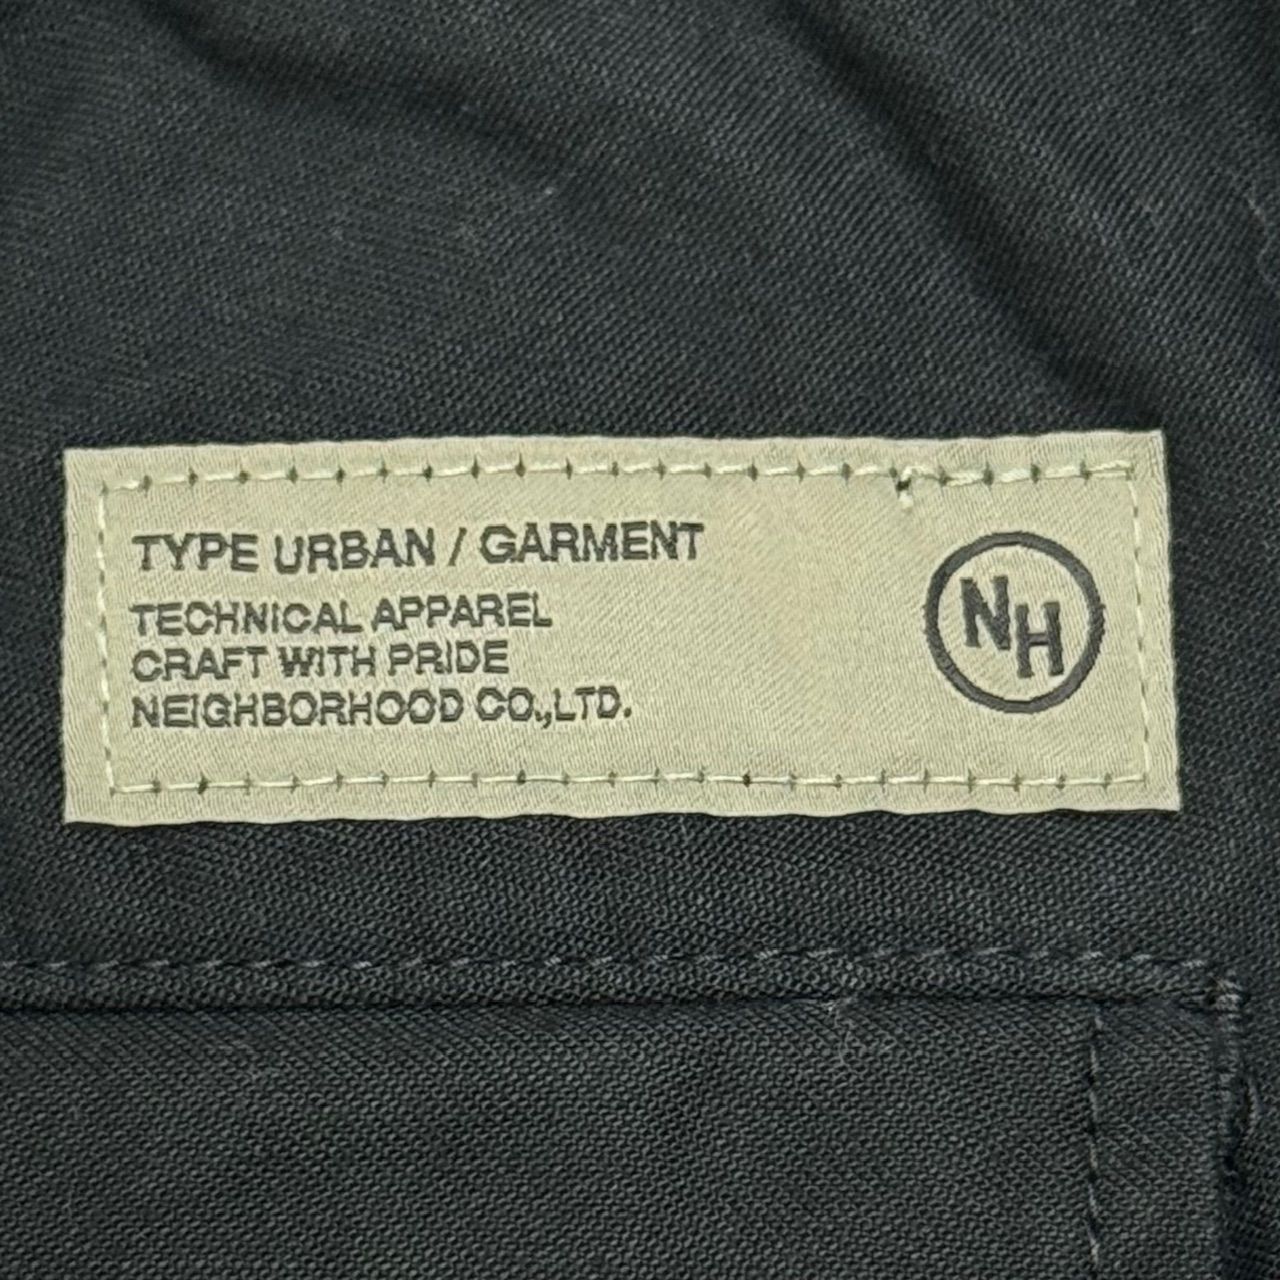 TYPE URBAN / GARMENT
TECHNICAL APPAREL
CRAFT WITH PRIDE
NEIGHBORHOOD CO.,LTD.
NH